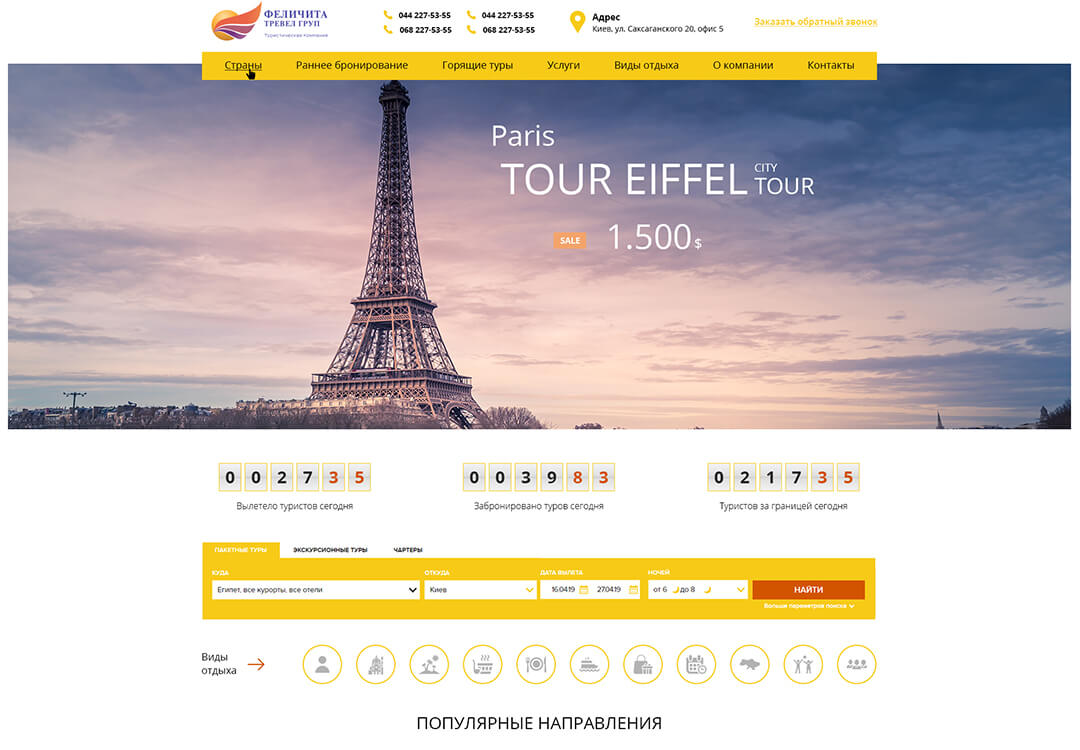 ФЕЛИЧИТА
ТРЕВЕЛ ГРУП
Туристическая компания
044 227-53-55
044 227-53-55
068 227-53-55
068 227-53-55
Адрес
Киев, ул. Саксаганского 20, офис 5
Заказать обратный звонок
Страны
Раннее бронирование
Горящие туры
Услуги
Виды отдыха
О компании
Контакты
Paris
TOUR EIFFEL
CITY
TOUR
SALE
1.500$
002735
003983
021735
Вылетело туристов сегодня
Забронировано туров сегодня
Туристов за границей сегодня
ПАКЕТНЫЕ ТУРЫ
ЭКСКУРСИОННЫЕ ТУРЫ
ЧАРТЕРЫ
КУДА
ОТКУДА
ДАТА ВЫЛЕТА
НОЧЕЙ
Египет, все курорты, все отели
Киев
16.04.19
27.04.19
от 6
до 8
НАЙТИ
Больше параметров поиска
Виды
отдыха
ПОПУЛЯРНЫЕ НАПРАВЛЕНИЯ